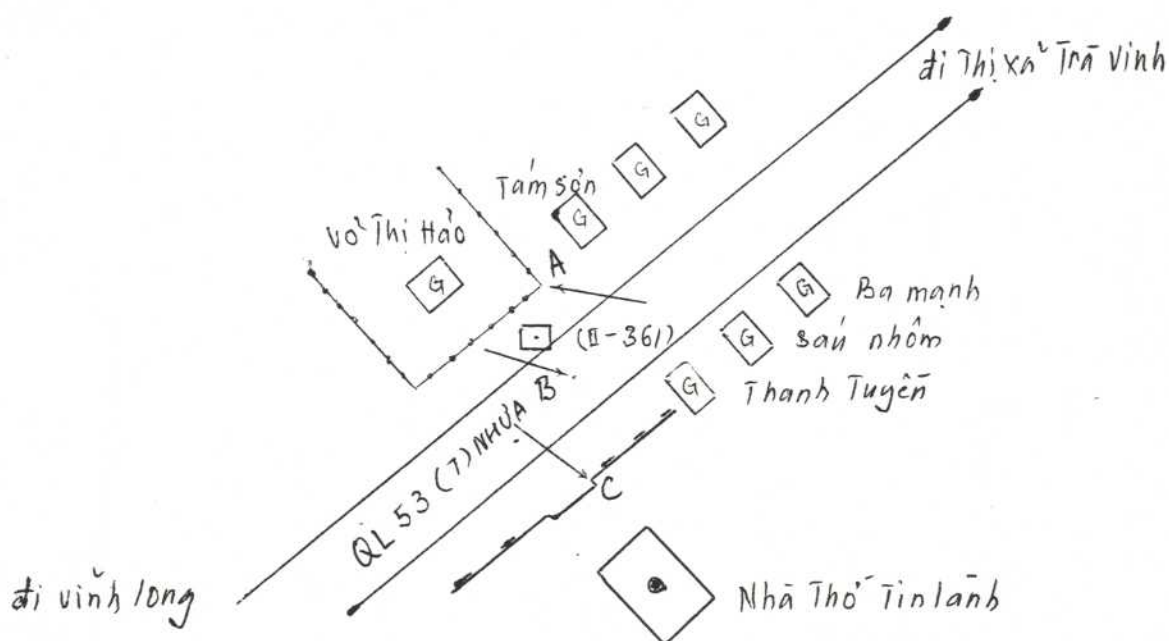 đi Thị xã Trà Vinh
G
G
Tám Sơn
G
Võ Thị Hảo
G
A
G
Ba mạnh
(II-361)
G
Sáu nhôm
B
G
Thanh Tuyền
QL 53 (7) NHỰA
C
đi Vĩnh long
Nhà Thờ Tin lành